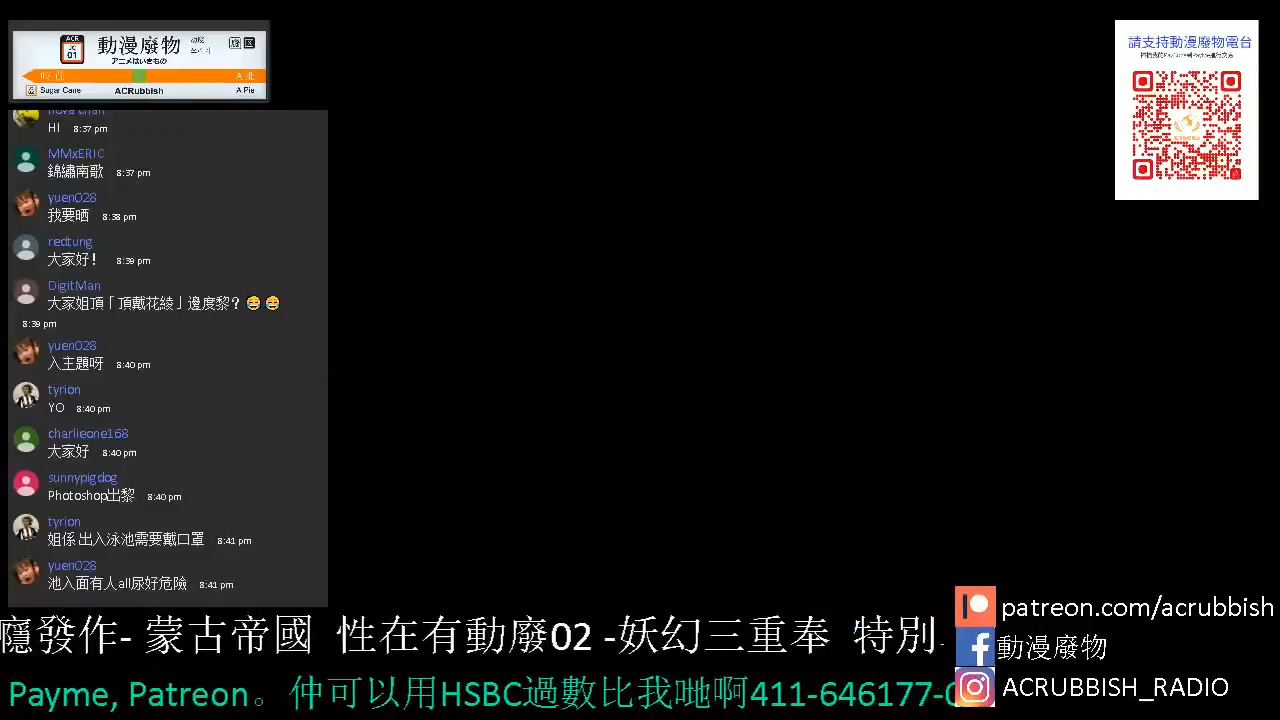 ACR
01
動漫廢物
アニメはいきもの
Sugar Cane
ACRubbish
A Pie
請支持動漫廢物電台
nova chan
HI 8:37 pm
MMxERIC
錦繡南歌 8:37 pm
yuen028
我要晒 8:38 pm
redtung
大家好! 8:39 pm
DigitMan
大家姐頂「頂戴花綾」邊度黎? 😂 😂
8:39 pm
yuen028
入主題呀 8:40 pm
tyrion
YO 8:40 pm
charlieone168
大家好 8:40 pm
sunnypigdog
Photoshop出黎 8:40 pm
tyrion
姐係 出入泳池需要戴口罩 8:41 pm
yuen028
池入面有人all尿好危險 8:41 pm
癮發作- 蒙古帝國 性在有動廢02 -妖幻三重奉 特別
Payme, Patreon。仲可以用HSBC過數比我哋啊411-646177-
patreon.com/acrubbish
動漫廢物
ACRUBBISH_RADIO